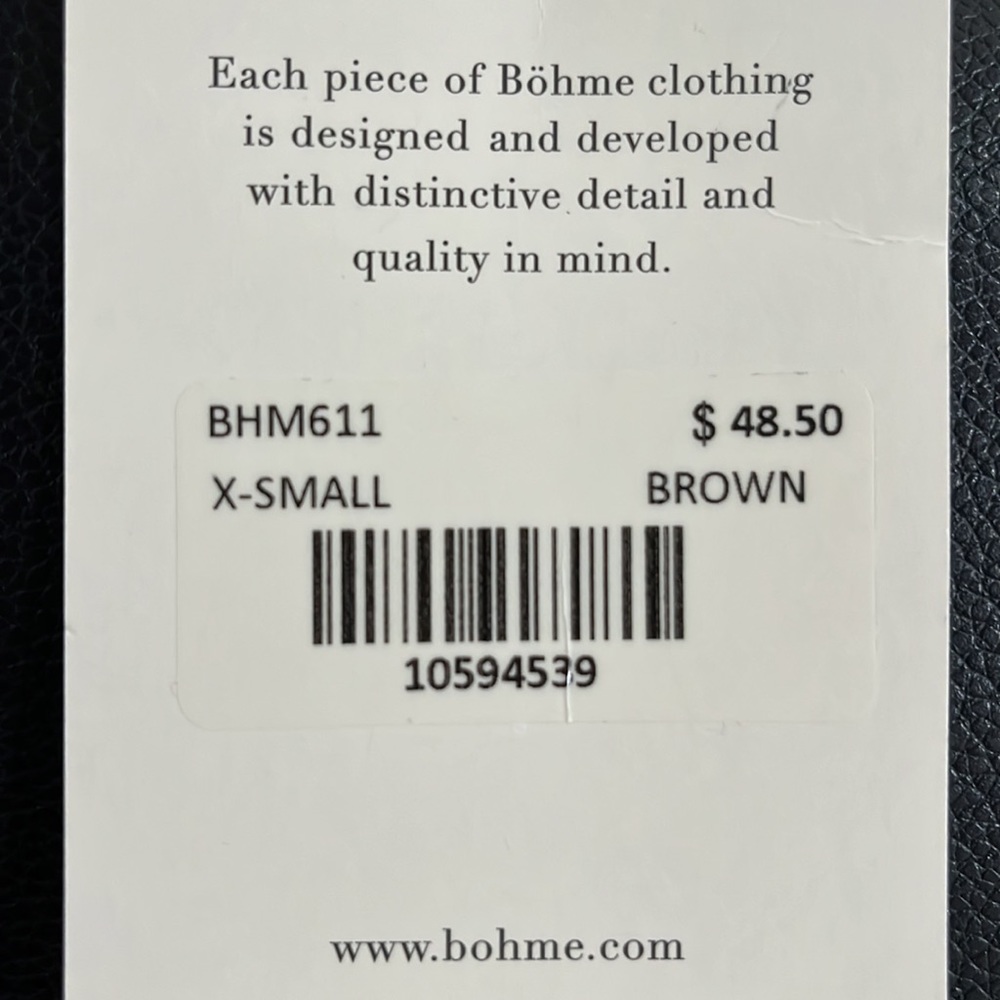 Each piece of Böhme clothing
is designed and developed
with distinctive detail and
quality in mind.
BHM611 $ 48.50
X-SMALL BROWN
10594539
www.bohme.com